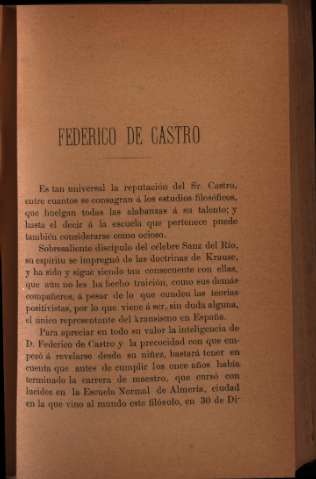 FEDERICO DE CASTRO
Es tan universal la reputación del Sr. Castro,
entre cuantos se consagran á los estudios filosóficos,
que huelgan todas las alabanzas á su talento; y
hasta el decir á la escuela que pertenece puede
también considerarse como ocioso.
Sobresaliente discípulo del célebre Sanz del Río,
su espíritu se impregnó de las doctrinas de Krause,
y ha sido y sigue siendo tan consecuente con ellas,
que aún no les ha hecho traición, como sus demás
compañeros, á pesar de lo que cunden las teorías
positivistas, por lo que viene á ser, sin duda alguna,
el único representante del krausismo en España.
Para apreciar en todo su valor la inteligencia de
D. Federico de Castro y la precocidad con que em-
pezó á revelarse desde su niñez, bastará tener en
cuenta que antes de cumplir los once años había
terminado la carrera de maestro, que cursó con
lucidez en la Escuela Normal de Almería, ciudad
en la que vino al mundo este filósofo, en 30 de Di-